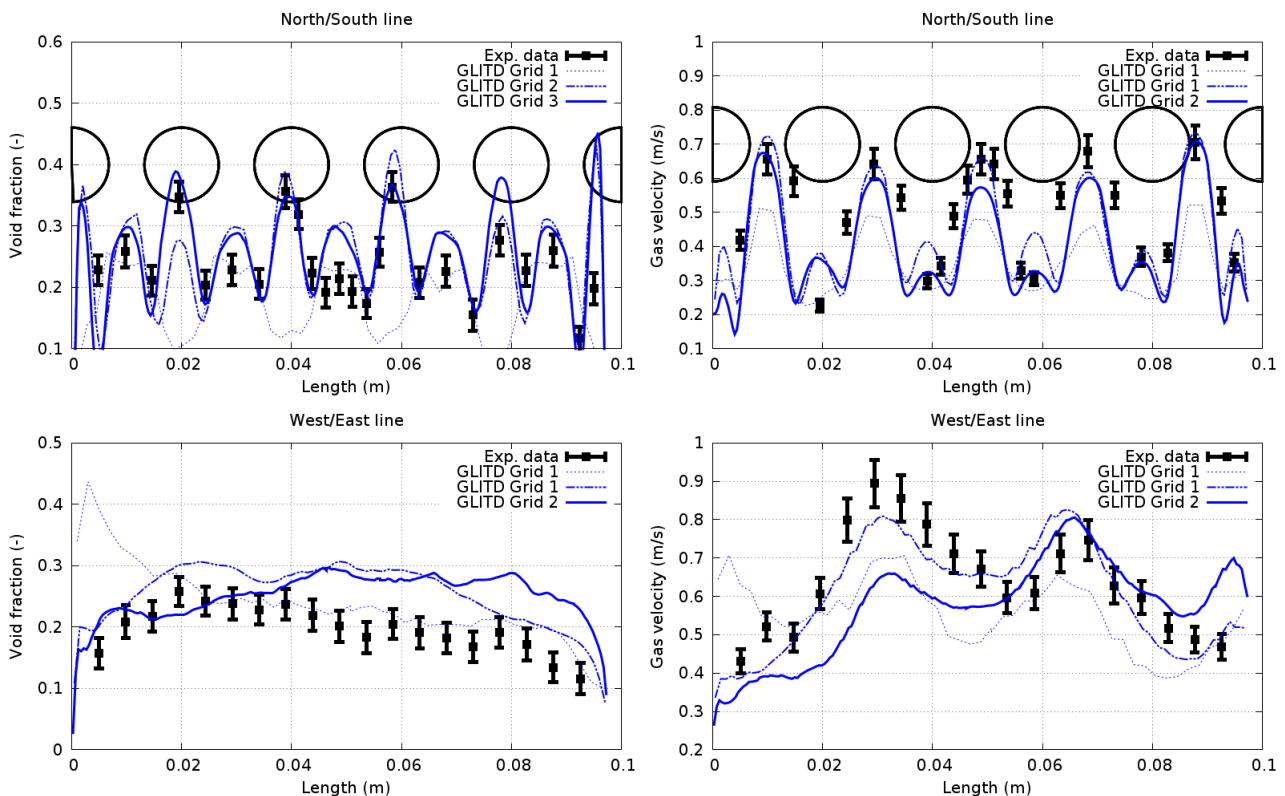 North/South line
Void fraction (-)
0.6
0.5
0.4
0.3
0.2
0.1
Exp. data
GLITD Grid 1
GLITD Grid 2
GLITD Grid 3
0
0.02
0.04
0.06
0.08
0.1
Length (m)
North/South line
Gas velocity (m/s)
1
0.9
0.8
0.7
0.6
0.5
0.4
0.3
0.2
0.1
Exp. data
GLITD Grid 1
GLITD Grid 1
GLITD Grid 2
0
0.02
0.04
0.06
0.08
0.1
Length (m)
West/East line
Void fraction (-)
0.5
0.4
0.3
0.2
0.1
0
Exp. data
GLITD Grid 1
GLITD Grid 1
GLITD Grid 2
0
0.02
0.04
0.06
0.08
0.1
Length (m)
West/East line
Gas velocity (m/s)
1
0.9
0.8
0.7
0.6
0.5
0.4
0.3
0.2
Exp. data
GLITD Grid 1
GLITD Grid 1
GLITD Grid 2
0
0.02
0.04
0.06
0.08
0.1
Length (m)